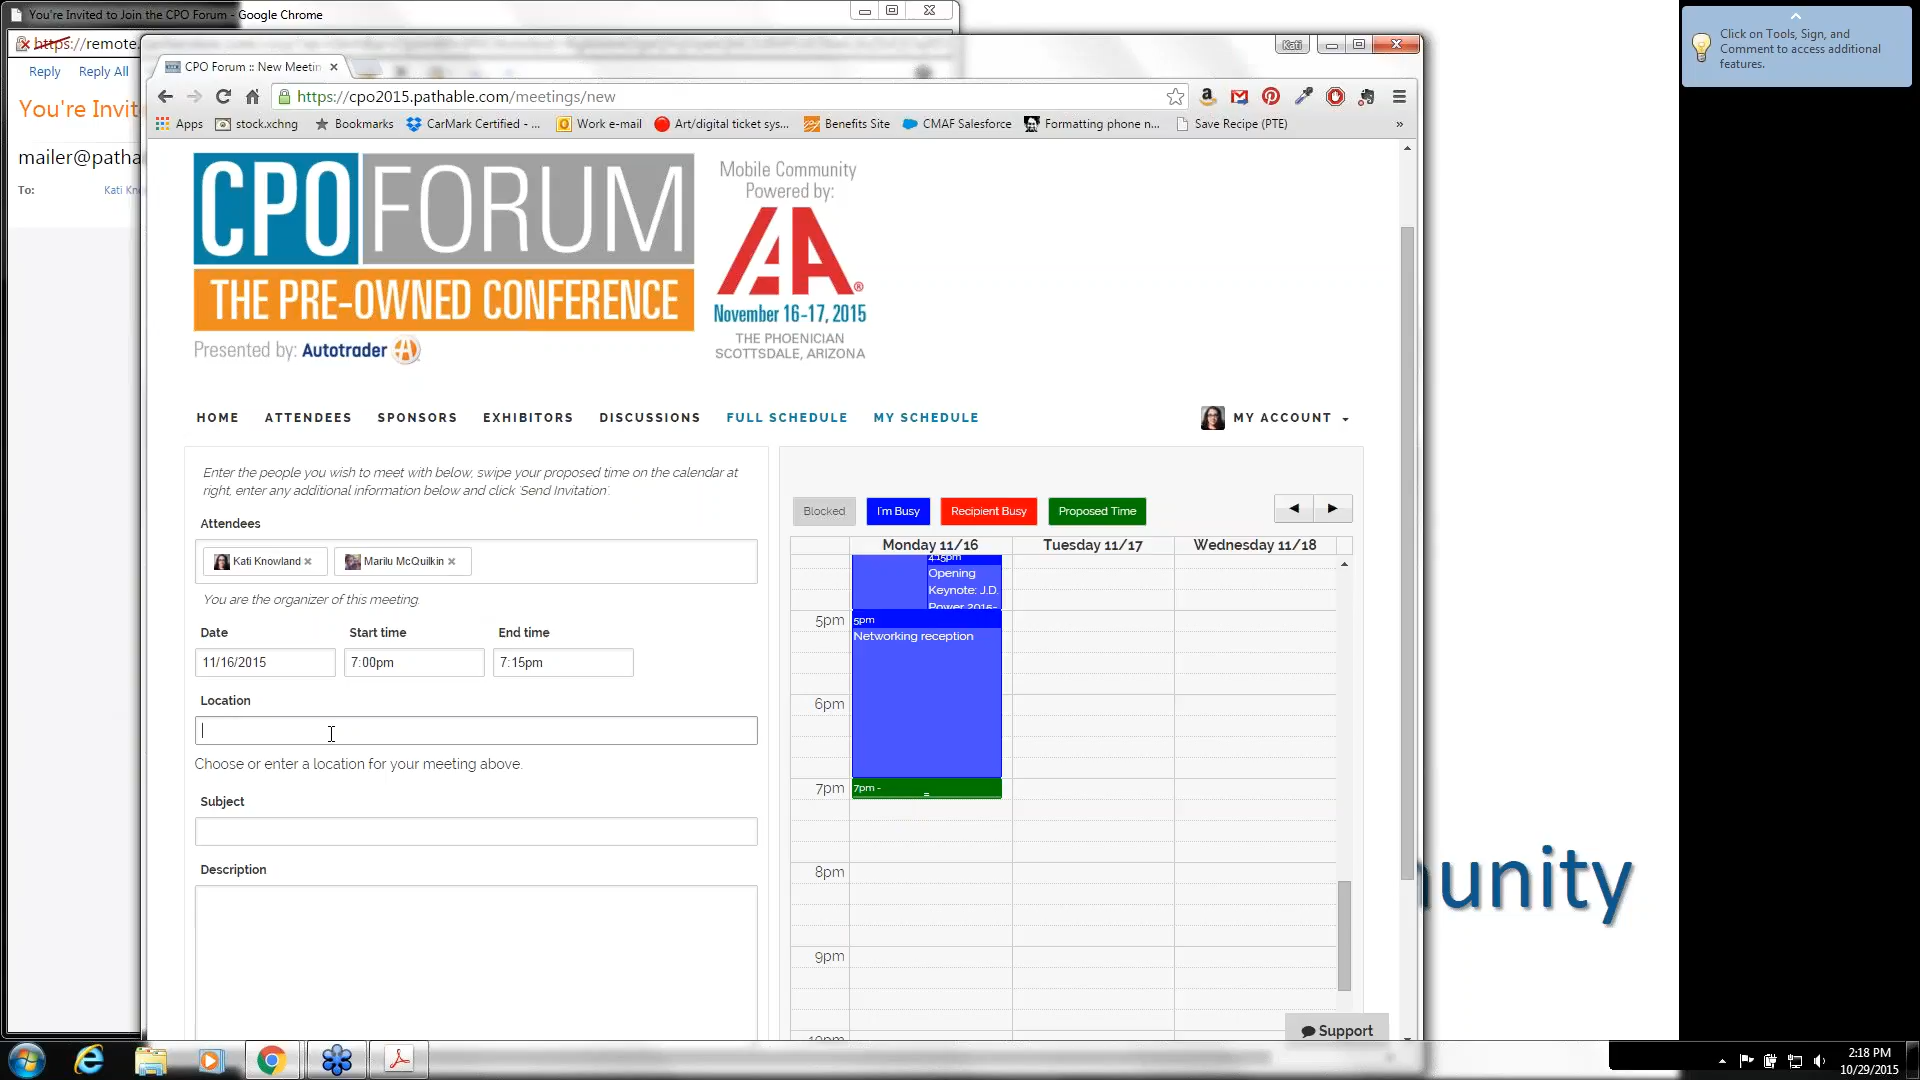 You're Invited to Join the CPO Forum - Google Chrome
https://remote.
Reply Reply All
You're Invit
mailer@patha
To: Kati Kno
Kati
CPO Forum :: New Meetin
https://cpo2015.pathable.com/meetings/new
Apps stock.xchng Bookmarks CarMark Certified - ... Work e-mail Art/digital ticket sys... Benefits Site CMAF Salesforce Formatting phone n... Save Recipe (PTE) »
CPO FORUM
THE PRE-OWNED CONFERENCE
Presented by: Autotrader
Mobile Community
Powered by:
AA®
November 16-17, 2015
THE PHOENICIAN
SCOTTSDALE, ARIZONA
HOME ATTENDEES SPONSORS EXHIBITORS DISCUSSIONS FULL SCHEDULE MY SCHEDULE MY ACCOUNT
Enter the people you wish to meet with below, swipe your proposed time on the calendar at
right, enter any additional information below and click 'Send Invitation'.
Attendees
Kati Knowland × Marilu McQuilkin ×
You are the organizer of this meeting.
Date Start time End time
11/16/2015 7:00pm 7:15pm
Location
Choose or enter a location for your meeting above.
Subject
Description
Blocked I'm Busy Recipient Busy Proposed Time
Monday 11/16 Tuesday 11/17 Wednesday 11/18
4:15pm
Opening
Keynote: J.D.
Power 2015-
5pm 5pm
Networking reception
6pm
7pm 7pm -
8pm
9pm
10pm
Support
munity
Click on Tools, Sign, and
Comment to access additional
features.
2:18 PM
10/29/2015